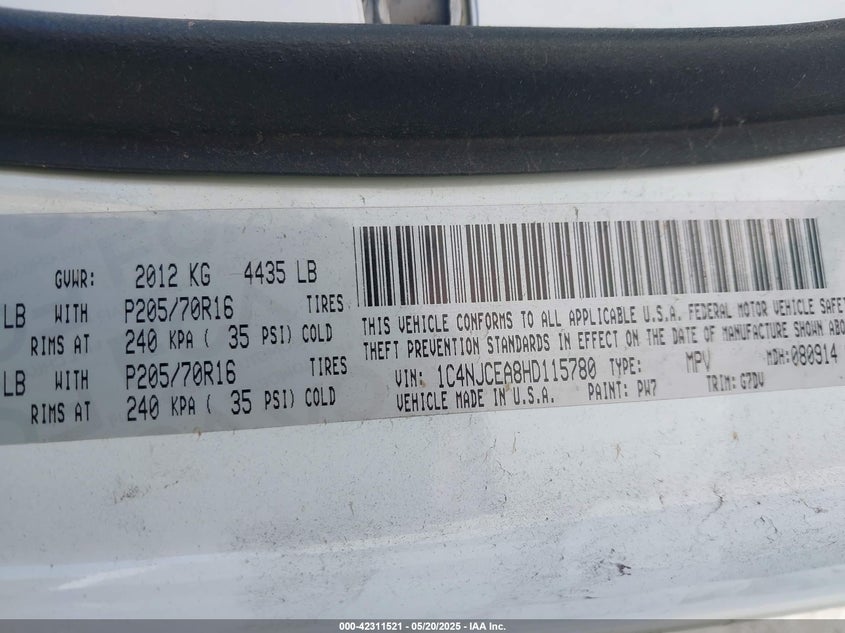 GVWR: 2012 KG 4435 LB
LB WITH P205/70R16 TIRES
RIMS AT 240 KPA ( 35 PSI) COLD
LB WITH P205/70R16 TIRES
RIMS AT 240 KPA ( 35 PSI) COLD
THIS VEHICLE CONFORMS TO ALL APPLICABLE U.S.A. FEDERAL MOTOR VEHICLE SAFET
THEFT PREVENTION STANDARDS IN EFFECT ON THE DATE OF MANUFACTURE SHOWN ABO
VIN: 1C4NJCEA8HD115780 TYPE: MPV MDH:080914
VEHICLE MADE IN U.S.A. PAINT: PW7 TRIM: G7DV
000-42311521 - 05/20/2025 - IAA Inc.